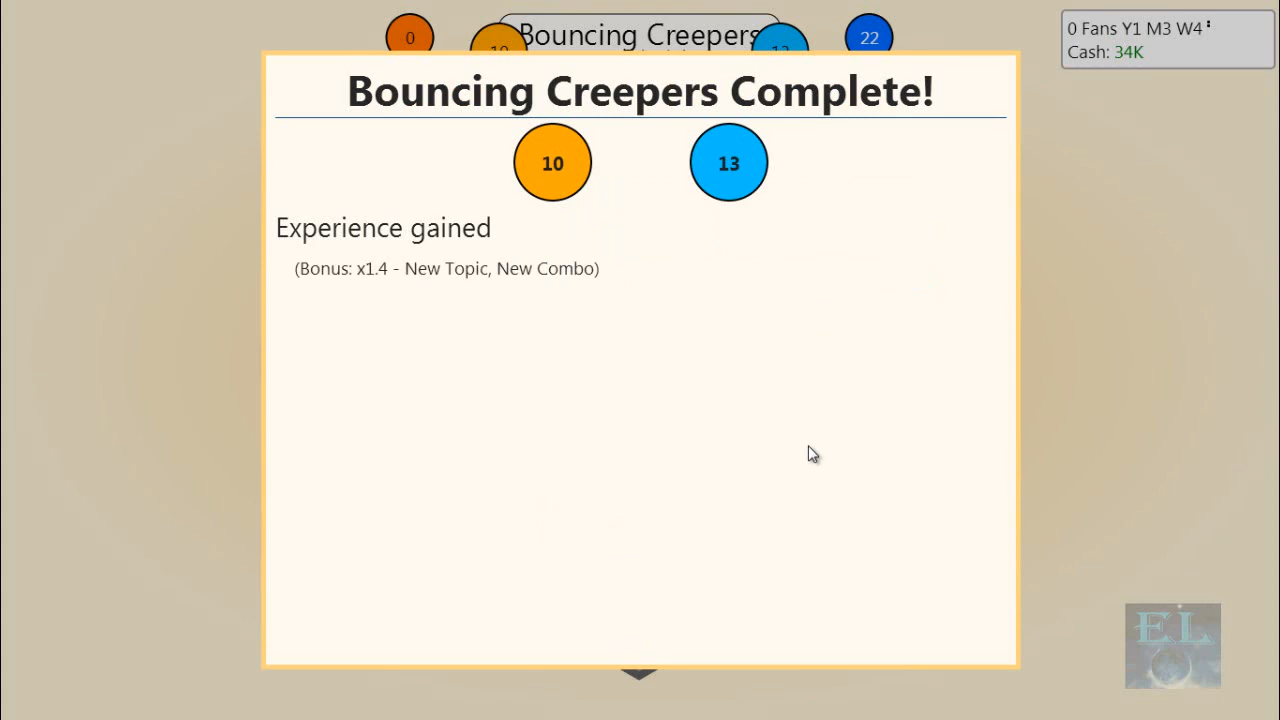 0
Bouncing Creepers
22
0 Fans Y1 M3 W4
Cash: 34K
Bouncing Creepers Complete!
10
13
Experience gained
(Bonus: x1.4 - New Topic, New Combo)
EL